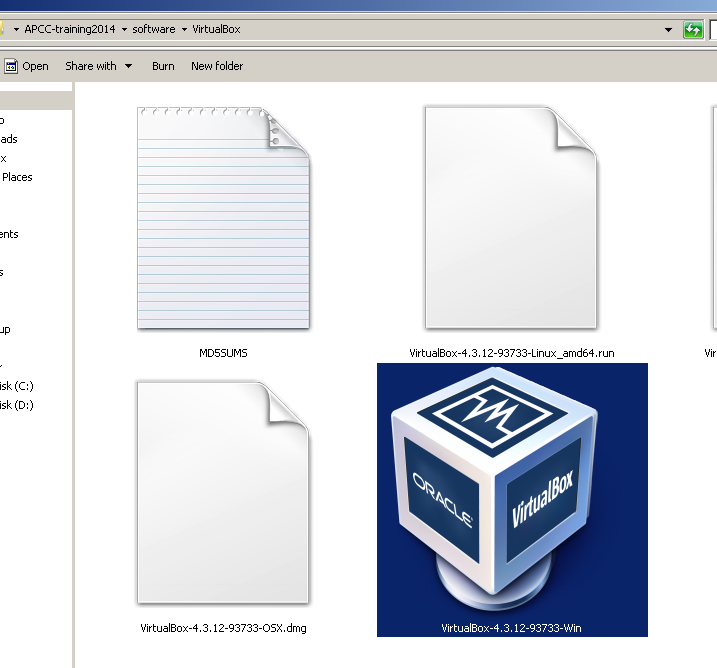 APCC-training2014 software VirtualBox
Open Share with Burn New folder
ads
x
Places
ents
s
up
isk (C:)
isk (D:)
MD5SUMS
VirtualBox-4.3.12-93733-Linux_amd64.run
Vir
VirtualBox-4.3.12-93733-OSX.dmg
ORACLE
VirtualBox
VirtualBox-4.3.12-93733-Win